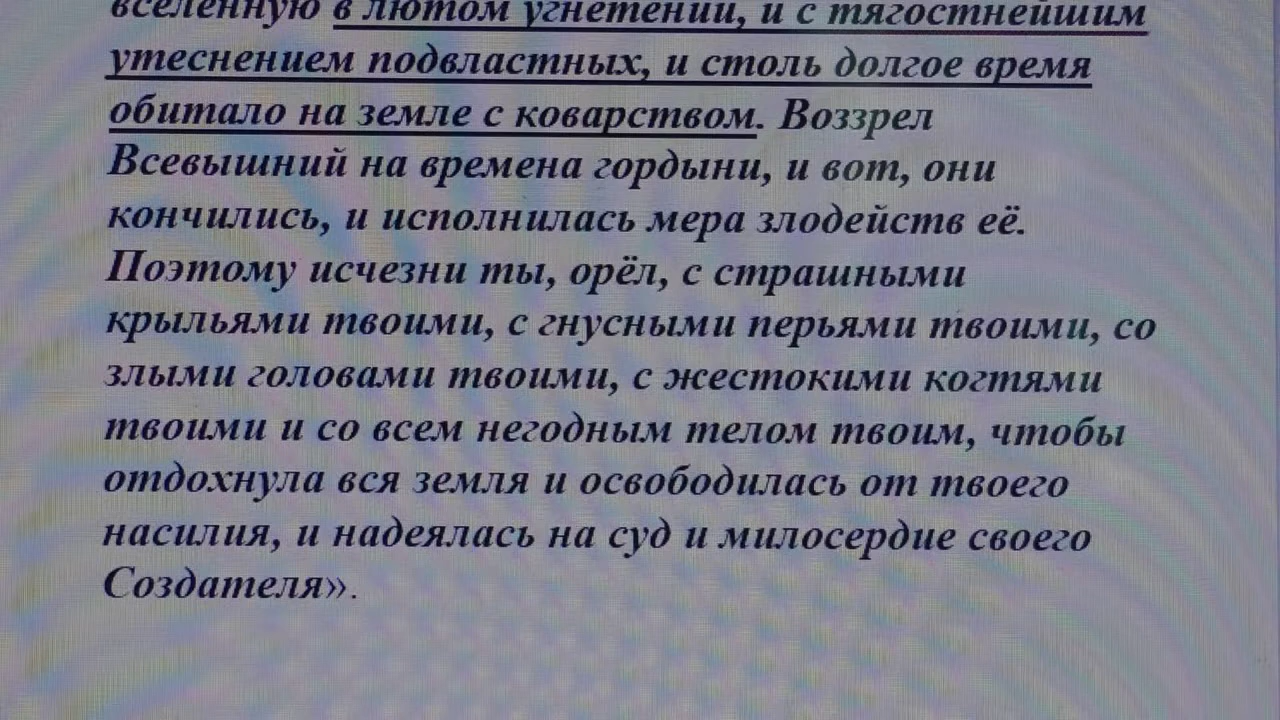 вселенную в лютом угнетении, и с тягостнейшим
утеснением подвластных, и столь долгое время
обитало на земле с коварством. Воззрел
Всевышний на времена гордыни, и вот, они
кончились, и исполнилась мера злодейств её.
Поэтому исчезни ты, орёл, с страшными
крыльями твоими, с гнусными перьями твоими, со
злыми головами твоими, с жестокими когтями
твоими и со всем негодным телом твоим, чтобы
отдохнула вся земля и освободилась от твоего
насилия, и надеялась на суд и милосердие своего
Создателя».